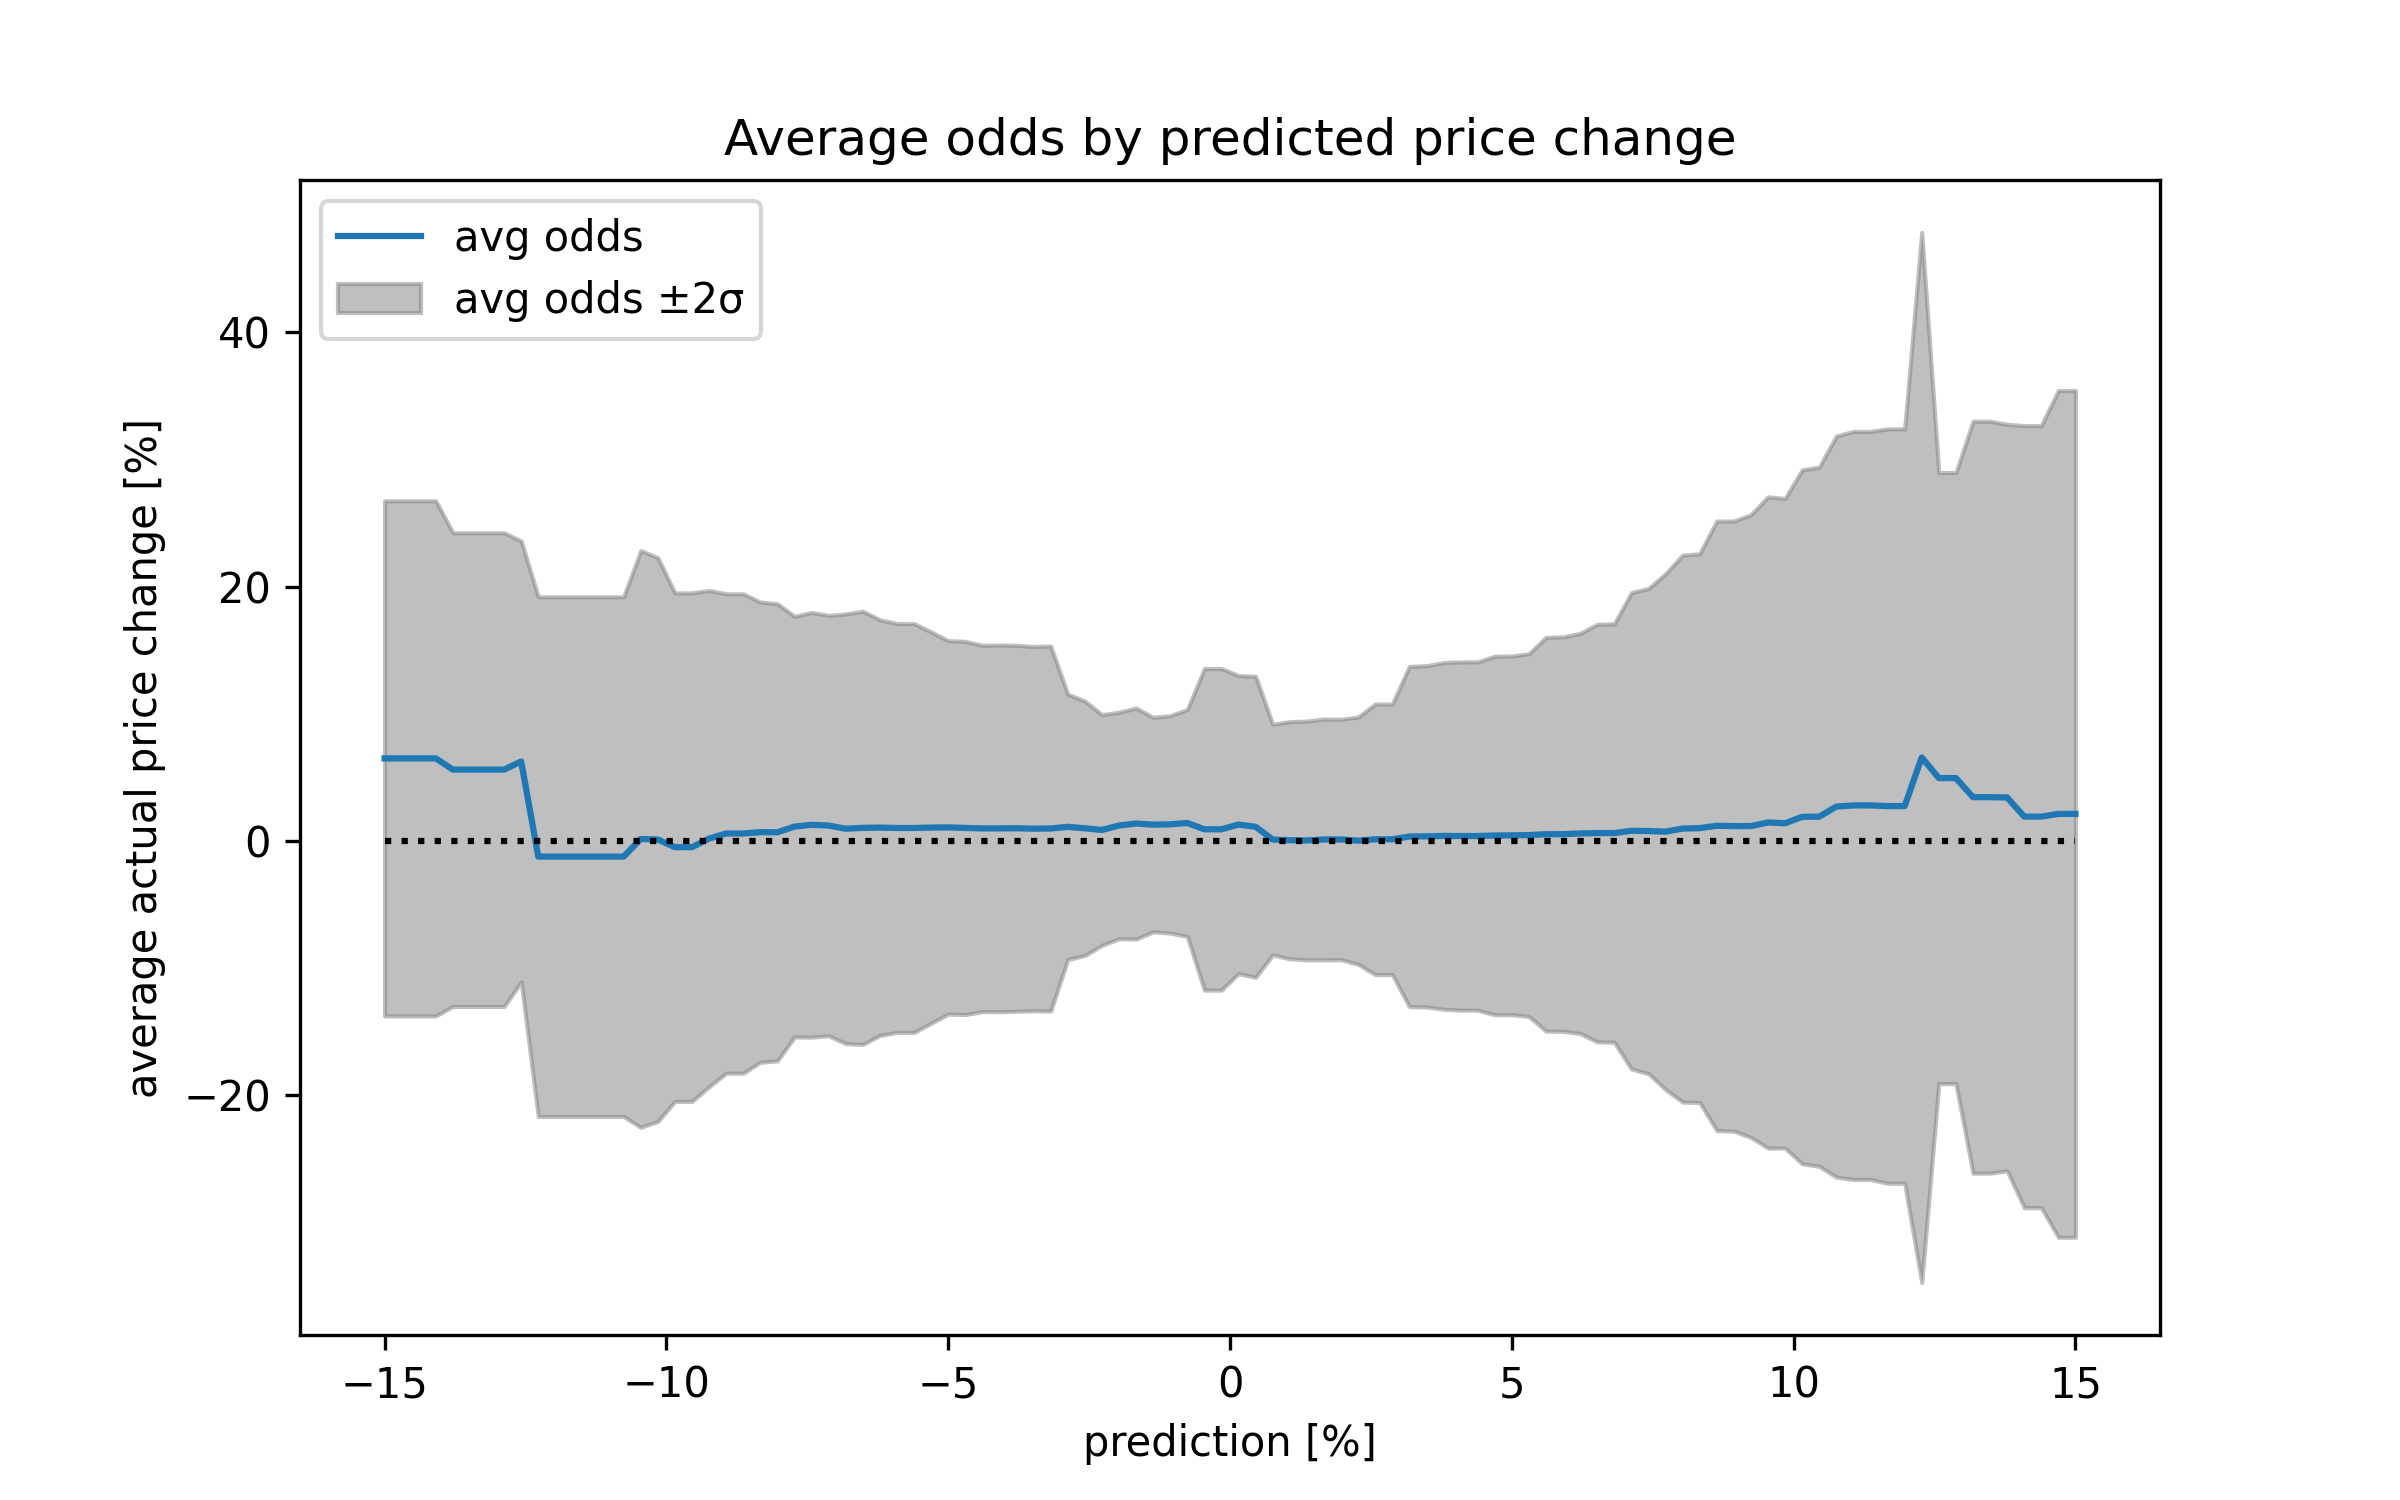 Average odds by predicted price change
avg odds
avg odds ±2σ
average actual price change [%]
40
20
0
−20
−15
−10
−5
0
5
10
15
prediction [%]